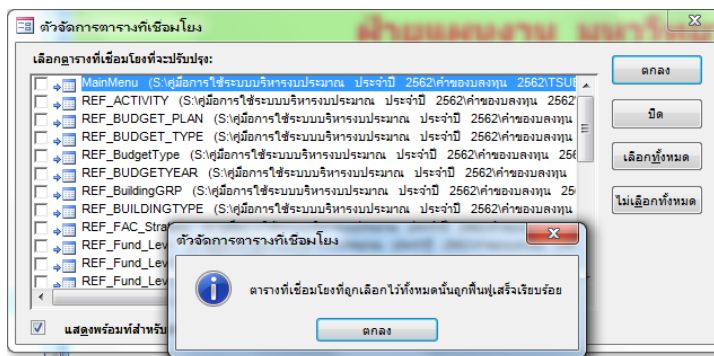 ตัวจัดการตารางที่เชื่อมโยง
ฝ่ายแผนงาน
เลือกตารางที่เชื่อมโยงที่จะปรับปรุง:
ตกลง
MainMenu (S:\คู่มือการใช้ระบบบริหารงบประมาณ ประจำปี 2562\คำของบลงทุน 2562\TSUE
REF_ACTIVITY (S:\คู่มือการใช้ระบบบริหารงบประมาณ ประจำปี 2562\คำของบลงทุน 2562'
REF_BUDGET_PLAN (S:\คู่มือการใช้ระบบบริหารงบประมาณ ประจำปี 2562\คำของบลงทุน
ปิด
REF_BUDGET_TYPE (S:\คู่มือการใช้ระบบบริหารงบประมาณ ประจำปี 2562\คำของบลงทุน
REF_BudgetType (S:\คู่มือการใช้ระบบบริหารงบประมาณ ประจำปี 2562\คำของบลงทุน 256
เลือกทั้งหมด
REF_BUDGETYEAR (S:\คู่มือการใช้ระบบบริหารงบประมาณ ประจำปี 2562\คำของบลงทุน
REF_BuildingGRP (S:\คู่มือการใช้ระบบบริหารงบประมาณ ประจำปี 2562\คำของบลงทุน 25
REF_BUILDINGTYPE (S:\คู่มือการใช้ระบบบริหารงบประมาณ ประจำปี 2562\คำของบลงทุน
ไม่เลือกทั้งหมด
REF_FAC_Strat
REF_Fund_Lev
REF_Fund_Lev
REF_Fund_Lev
ตัวจัดการตารางที่เชื่อมโยง
ตารางที่เชื่อมโยงที่ถูกเลือกไว้ทั้งหมดนั้นถูกฟื้นฟูเสร็จเรียบร้อย
ตกลง
แสดงพร้อมท์สำหรับ